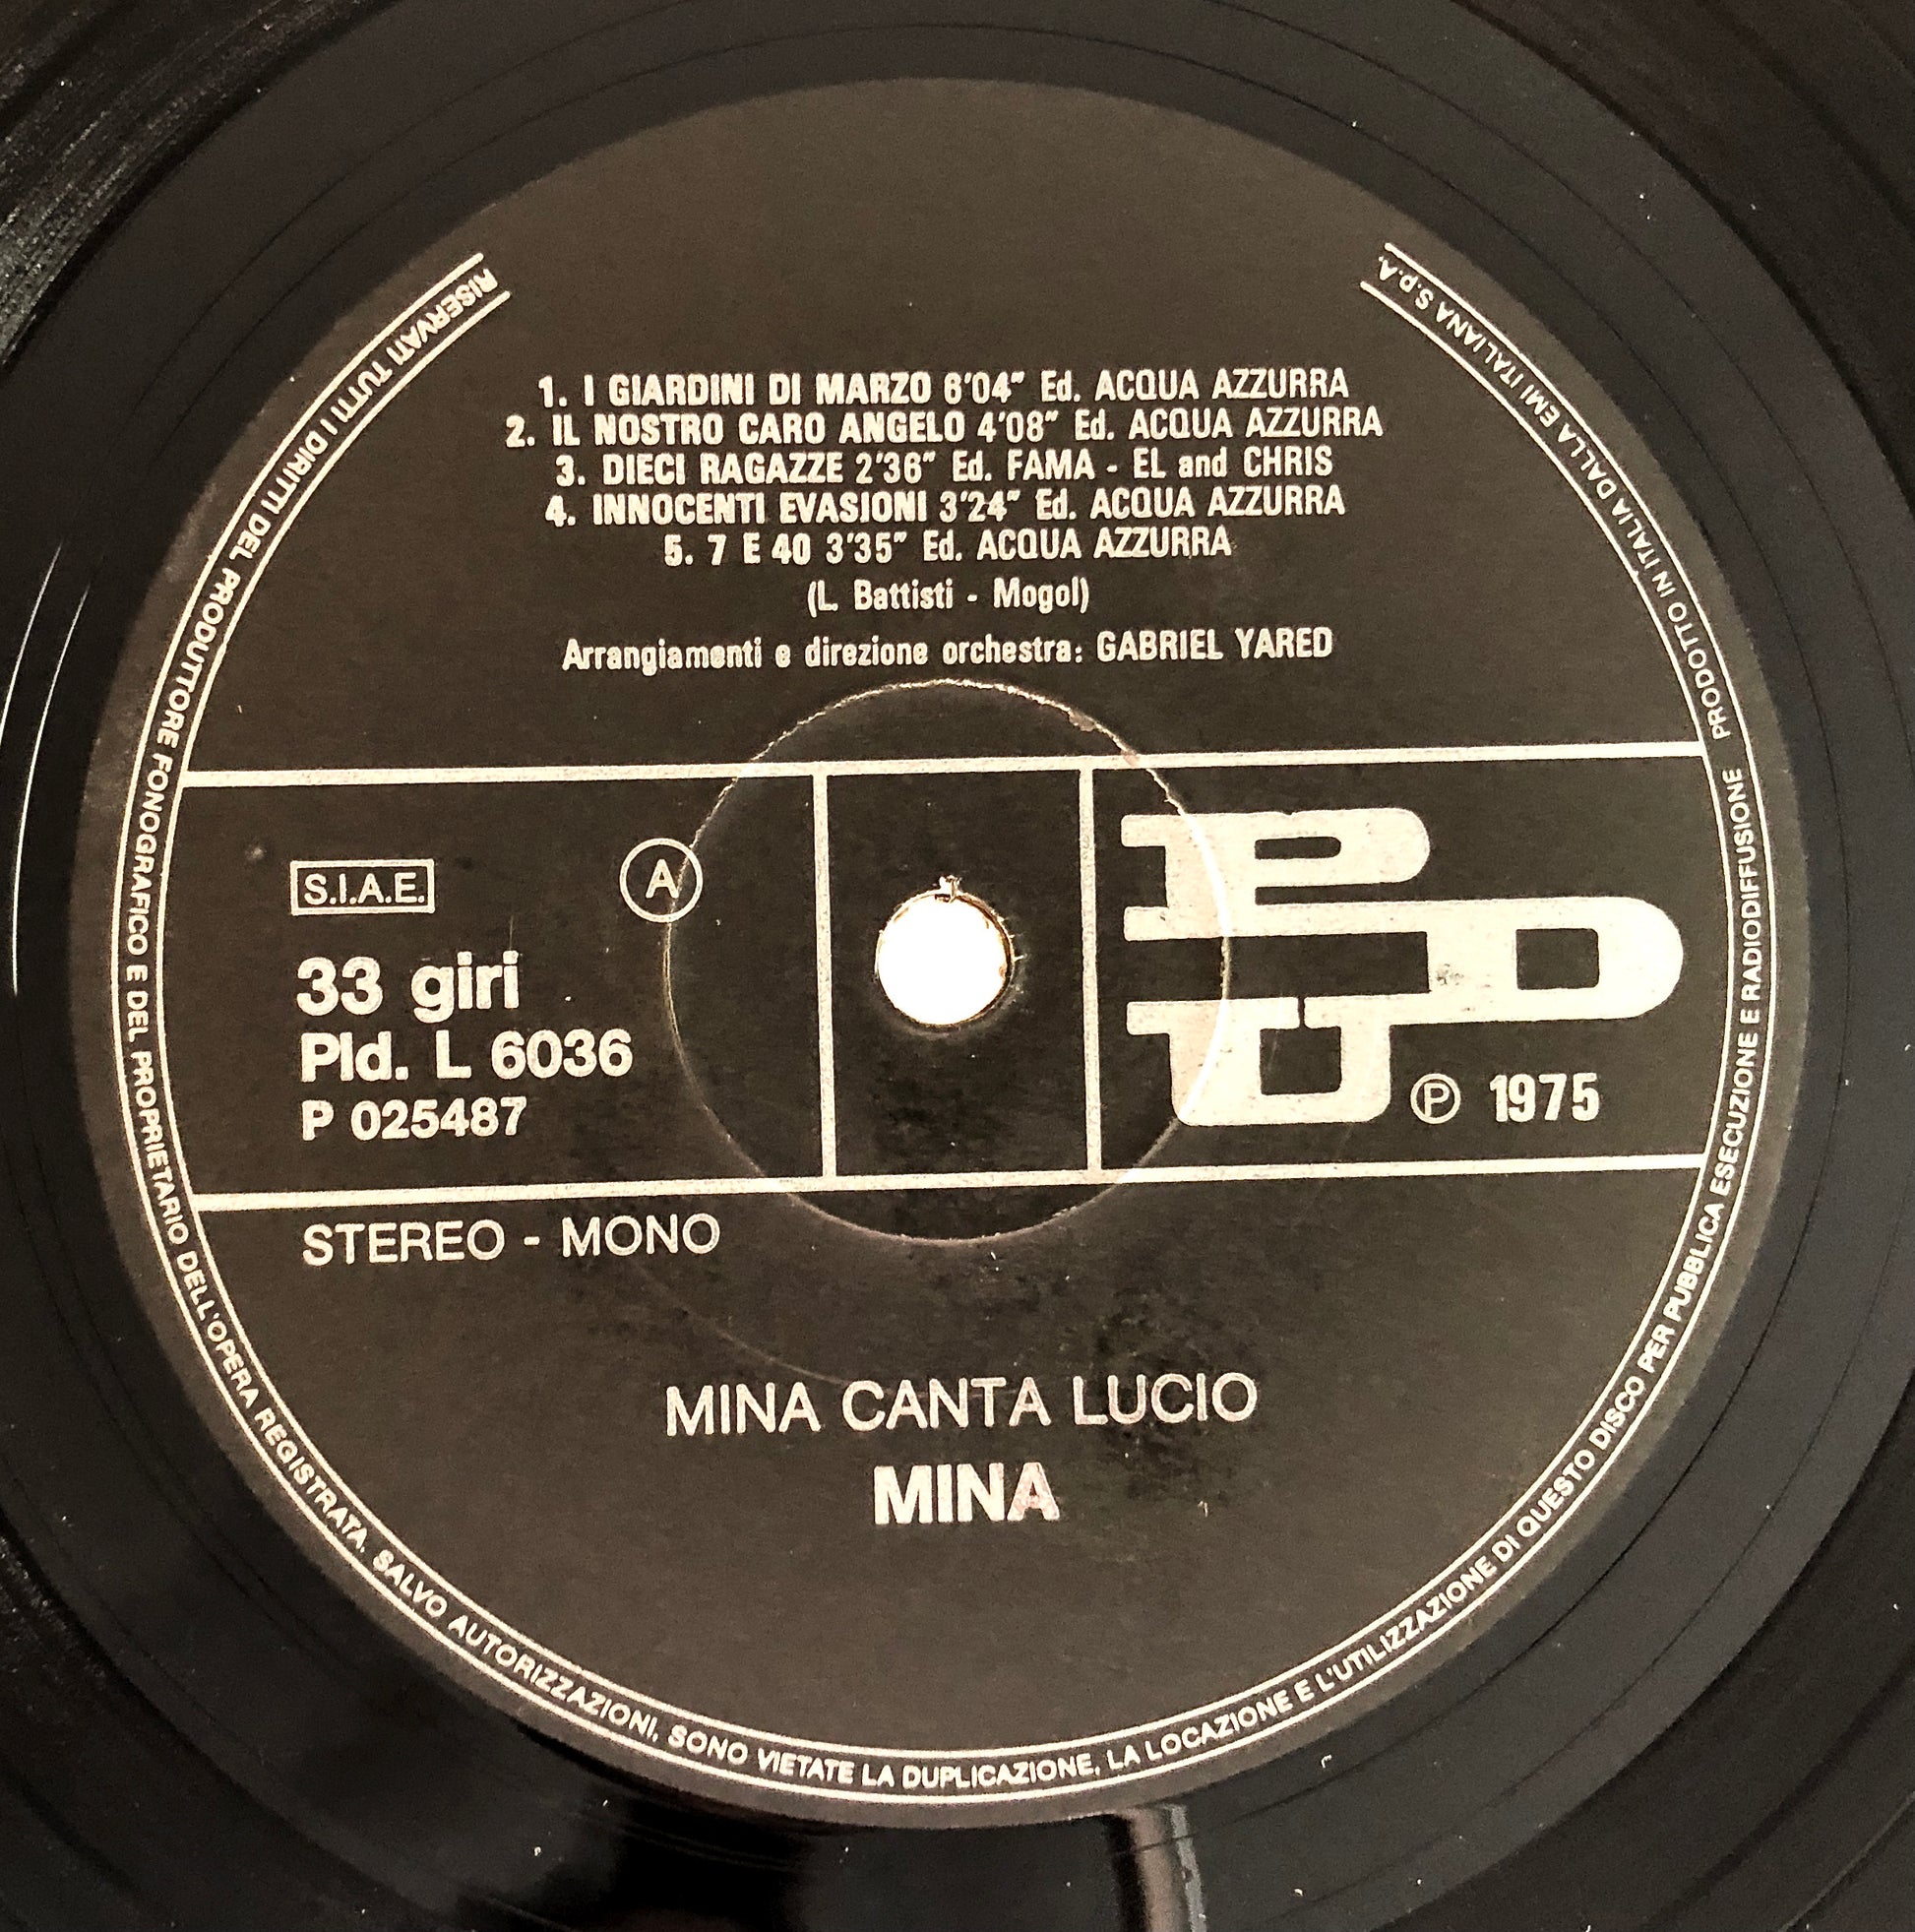 1. I GIARDINI DI MARZO 6'04" Ed. ACQUA AZZURRA
2. IL NOSTRO CARO ANGELO 4'08" Ed. ACQUA AZZURRA
3. DIECI RAGAZZE 2'36" Ed. FAMA - EL and CHRIS
4. INNOCENTI EVASIONI 3'24" Ed. ACQUA AZZURRA
5. 7 E 40 3'35" Ed. ACQUA AZZURRA
(L. Battisti - Mogol)
Arrangiamenti e direzione orchestra: GABRIEL YARED
S.I.A.E.
A
33 giri
Pld. L 6036
P 025487
PDU
℗ 1975
STEREO - MONO
MINA CANTA LUCIO
MINA
RISERVATI TUTTI I DIRITTI DEL PRODUTTORE FONOGRAFICO E DEL PROPRIETARIO DELL'OPERA REGISTRATA. SALVO AUTORIZZAZIONI, SONO VIETATE LA DUPLICAZIONE, LA LOCAZIONE E L'UTILIZZAZIONE DI QUESTO DISCO PER PUBBLICA ESECUZIONE E RADIODIFFUSIONE PRODOTTO IN ITALIA DALLA EMI ITALIANA S.p.A.